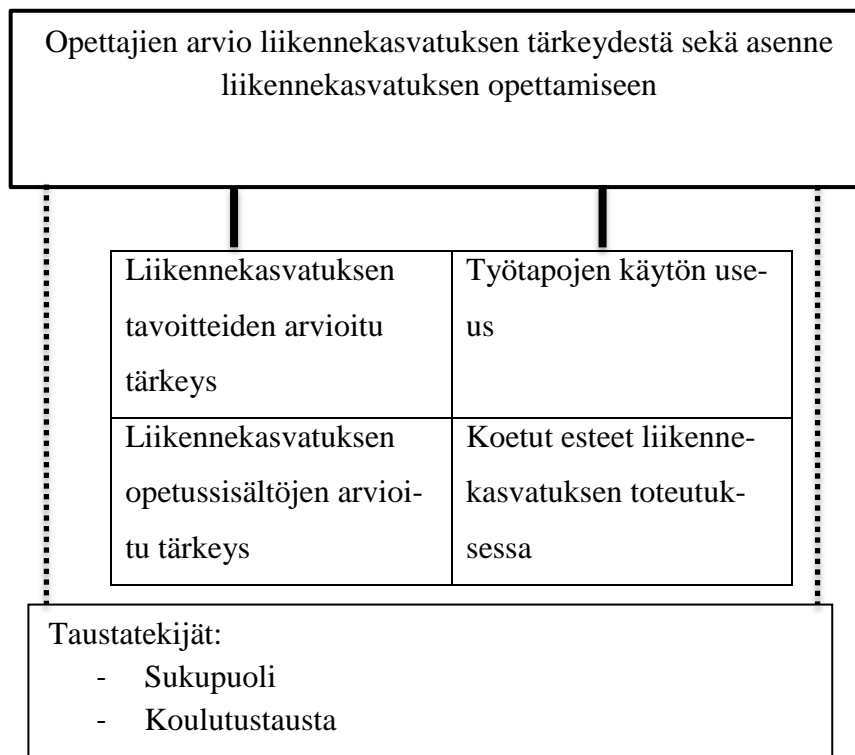 Opettajien arvio liikennekasvatuksen tärkeydestä sekä asenne
liikennekasvatuksen opettamiseen
Liikennekasvatuksen
tavoitteiden arvioitu
tärkeys
Työtapojen käytön use-
us
Liikennekasvatuksen
opetussisältöjen arvioi-
tu tärkeys
Koetut esteet liikenne-
kasvatuksen toteutuk-
sessa
Taustatekijät:
- Sukupuoli
- Koulutustausta